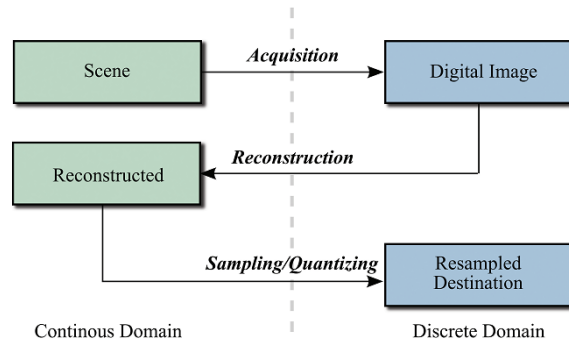 Scene
Acquisition
Digital Image
Reconstruction
Reconstructed
Sampling/Quantizing
Resampled
Destination
Continous Domain
Discrete Domain